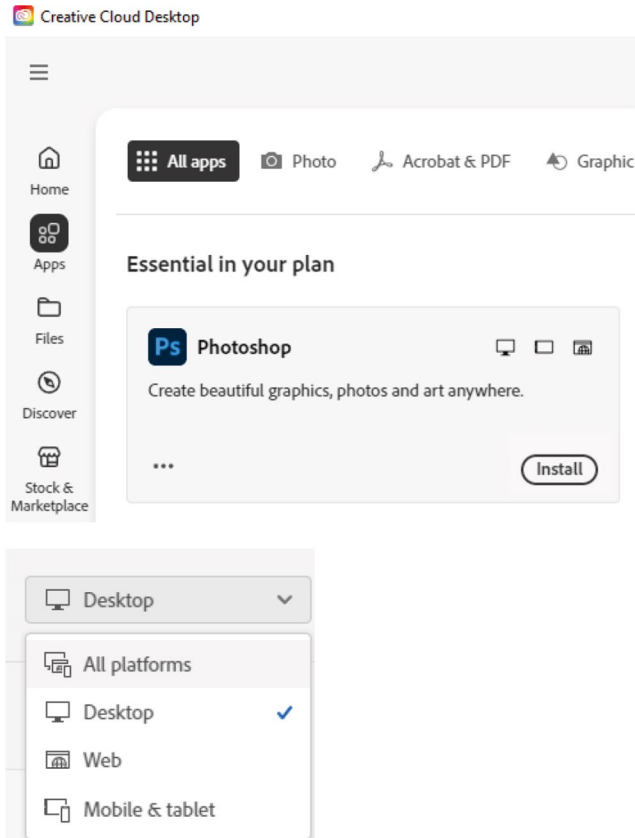 Creative Cloud Desktop
All apps
Photo
Acrobat & PDF
Graphic
Home
Apps
Files
Discover
Stock &
Marketplace
Essential in your plan
Ps Photoshop
Create beautiful graphics, photos and art anywhere.
Install
Desktop
All platforms
Desktop
Web
Mobile & tablet